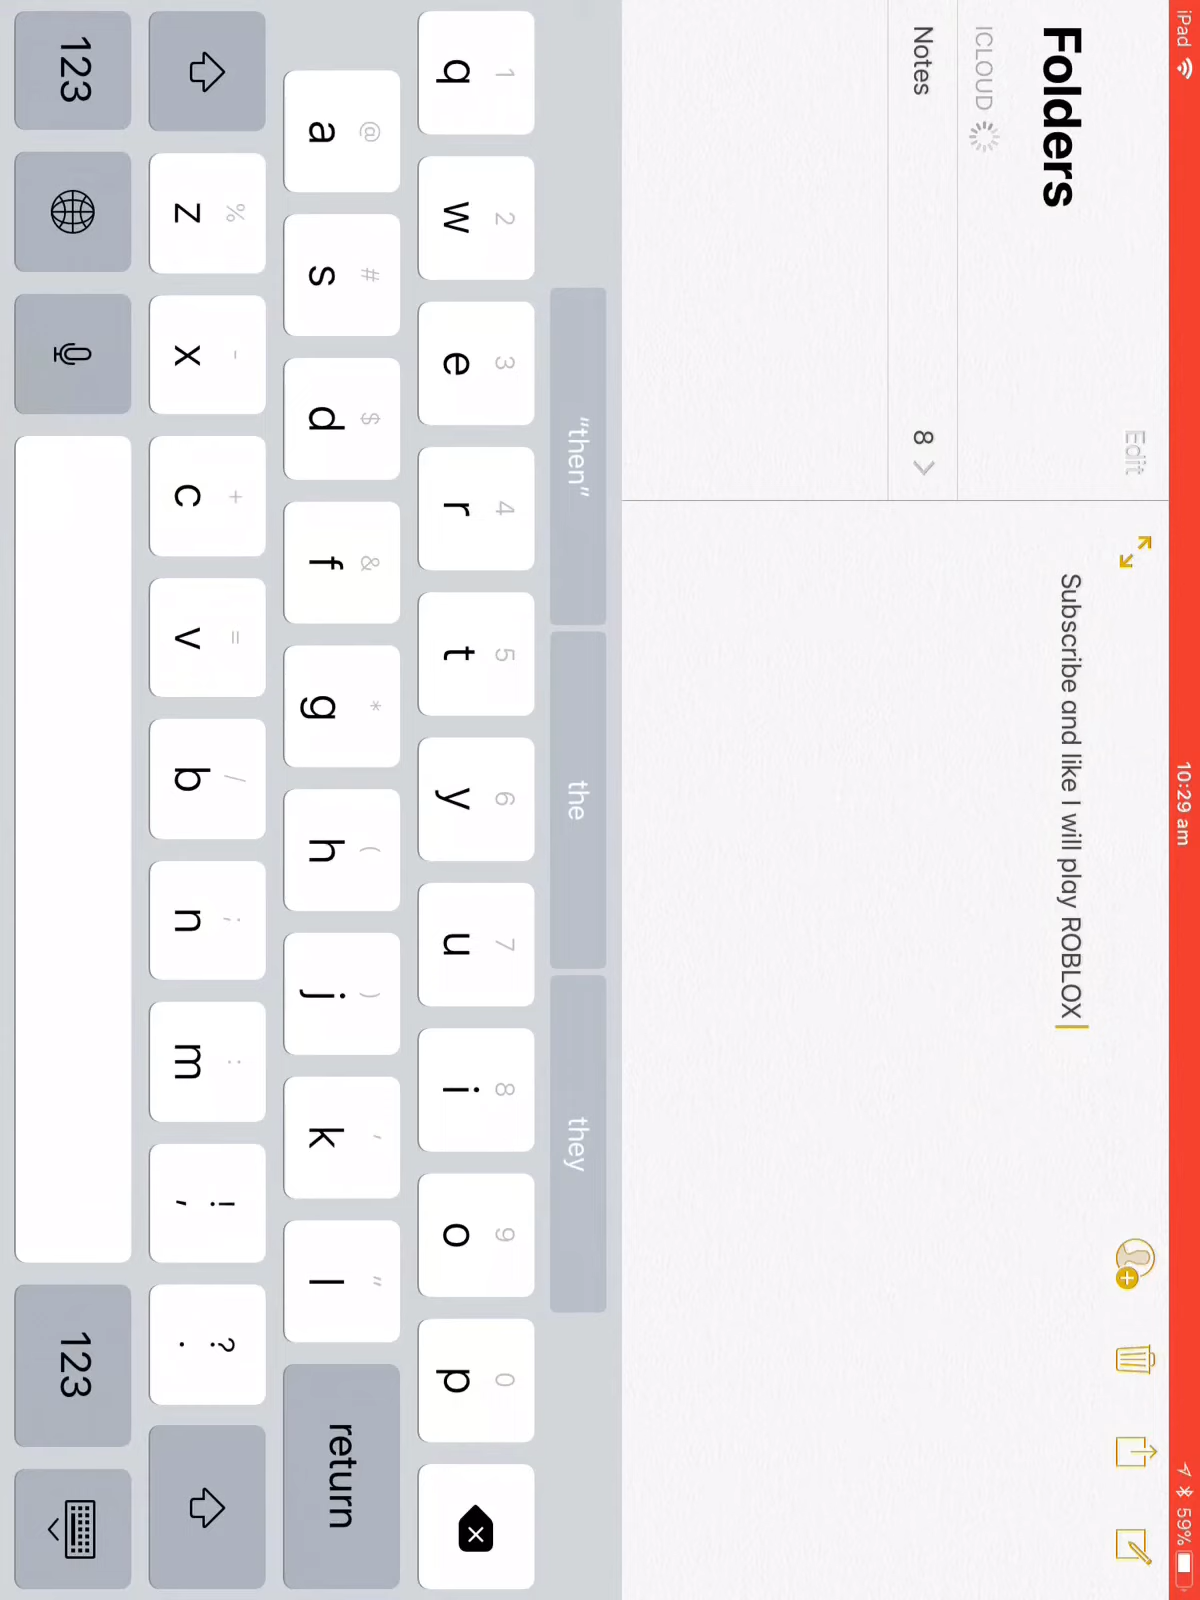 iPad 10:29 am 59%
Edit
Folders
ICLOUD
Notes 8
Subscribe and like I will play ROBLOX
"then" the they
1 2 3 4 5 6 7 8 9 0
q w e r t y u i o p
@ # $ & * ( ) ' "
a s d f g h j k l return
% - + = / ; : ! ?
z x c v b n m , .
123 123